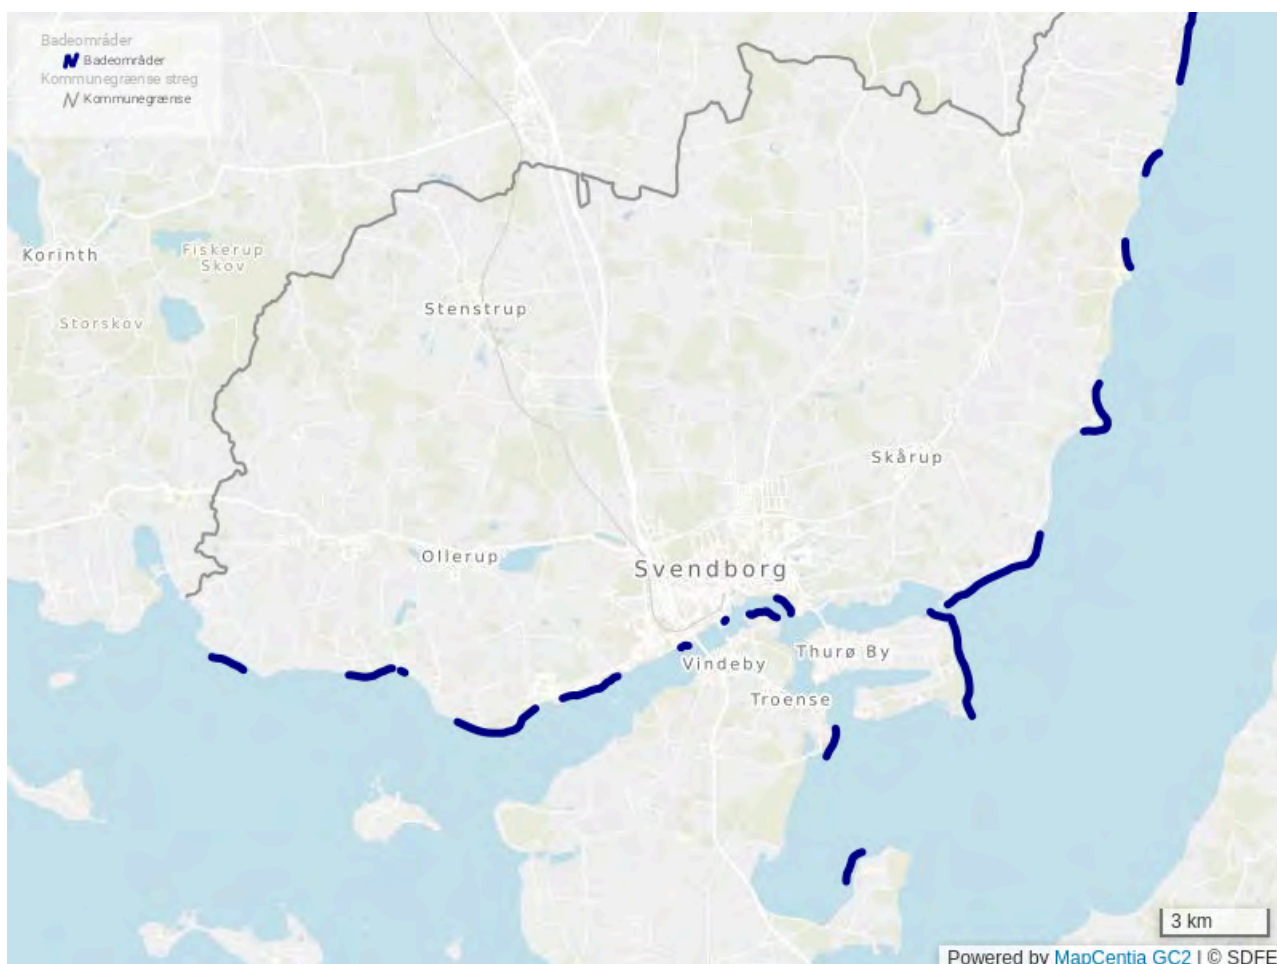 Badeområder
Badeområder
Kommunegrænse streg
Kommunegrænse
Korinth
Fiskerup
Skov
Storskov
Stenstrup
Skårup
Ollerup
Svendborg
Vindeby
Thurø By
Troense
3 km
Powered by MapCentia GC2 | © SDFE